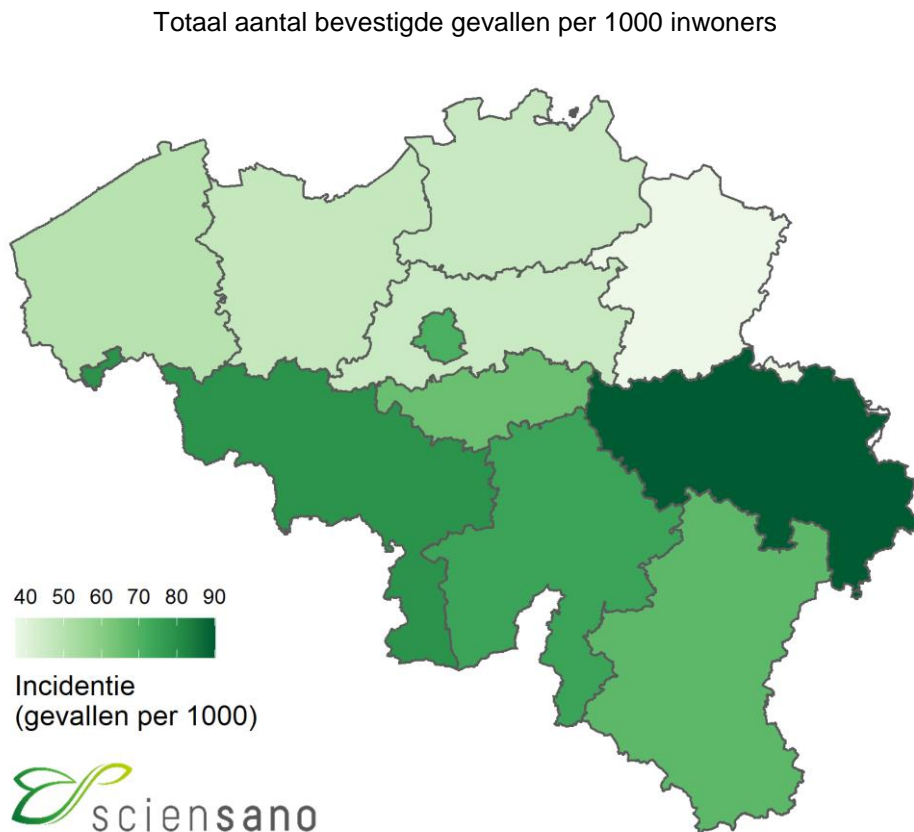 Totaal aantal bevestigde gevallen per 1000 inwoners
40 50 60 70 80 90
Incidentie
(gevallen per 1000)
sciensano